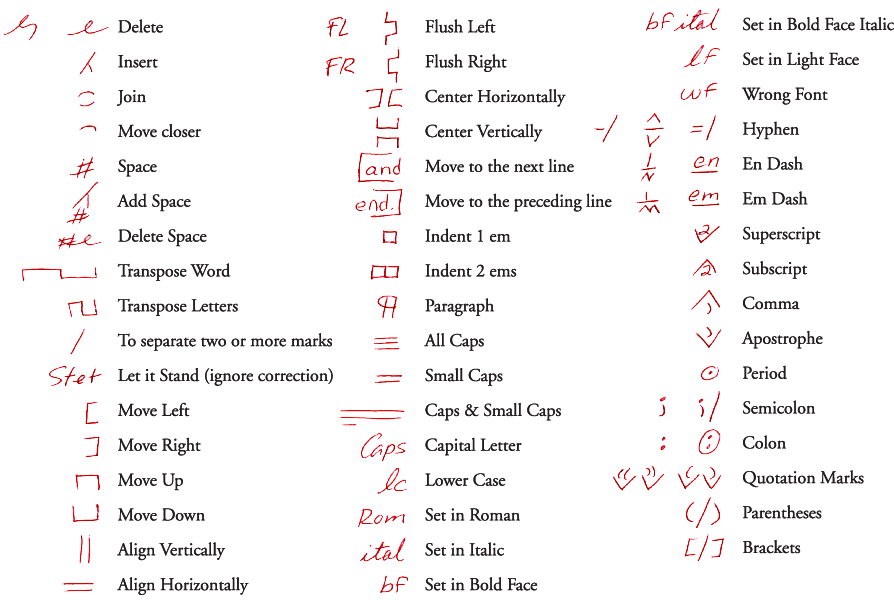 Delete
Insert
Join
Move closer
# Space
# Add Space
# Delete Space
Transpose Word
Transpose Letters
/ To separate two or more marks
Stet Let it Stand (ignore correction)
[ Move Left
] Move Right
Move Up
Move Down
|| Align Vertically
Align Horizontally
FL Flush Left
FR Flush Right
][ Center Horizontally
Center Vertically
and Move to the next line
end. Move to the preceding line
Indent 1 em
Indent 2 ems
¶ Paragraph
All Caps
Small Caps
Caps & Small Caps
Caps Capital Letter
lc Lower Case
Rom Set in Roman
ital Set in Italic
bf Set in Bold Face
bf ital Set in Bold Face Italic
lf Set in Light Face
wf Wrong Font
-/ =/ Hyphen
1/N en En Dash
1/M em Em Dash
2 Superscript
2 Subscript
, Comma
’ Apostrophe
. Period
; ;/ Semicolon
: : Colon
“ ” ‘ ’ Quotation Marks
(/) Parentheses
[/] Brackets